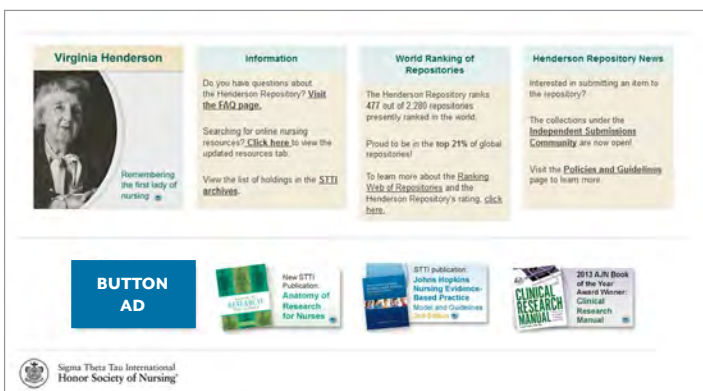 Virginia Henderson
Remembering
the first lady of
nursing
Information
Do you have questions about
the Henderson Repository? Visit
the FAQ page.
Searching for online nursing
resources? Click here to view the
updated resources tab.
View the list of holdings in the STTI
archives.
World Ranking of
Repositories
The Henderson Repository ranks
477 out of 2,280 repositories
presently ranked in the world.
Proud to be in the top 21% of global
repositories!
To learn more about the Ranking
Web of Repositories and the
Henderson Repository's rating, click
here.
Henderson Repository News
Interested in submitting an item to
the repository?
The collections under the
Independent Submissions
Community are now open!
Visit the Policies and Guidelines
page to learn more.
BUTTON
AD
RESEARCH
New STTI
Publication:
Anatomy of
Research
for Nurses
STTI publication:
Johns Hopkins
Nursing Evidence-
Based Practice
Model and Guidelines
2nd Edition
CLINICAL
RESEARCH
MANUAL
2013 AJN Book
of the Year
Award Winner:
Clinical
Research
Manual
Sigma Theta Tau International
Honor Society of Nursing®